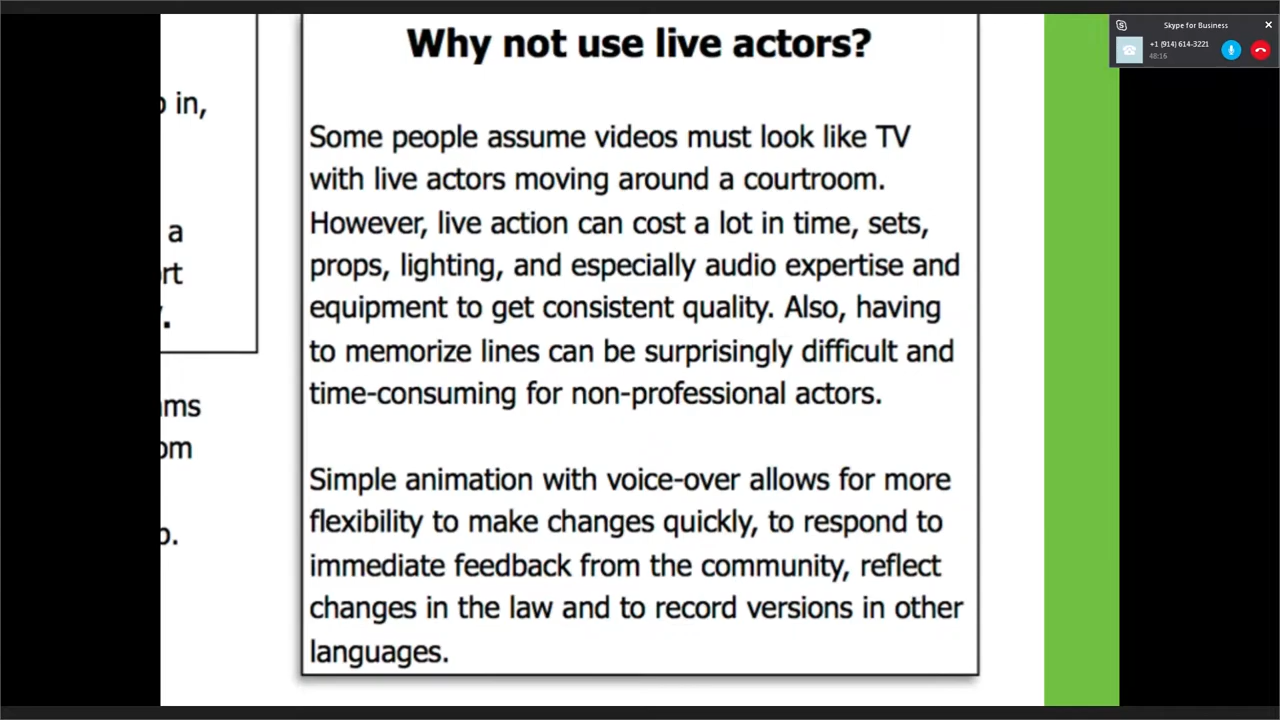 Why not use live actors?
Some people assume videos must look like TV
with live actors moving around a courtroom.
However, live action can cost a lot in time, sets,
props, lighting, and especially audio expertise and
equipment to get consistent quality. Also, having
to memorize lines can be surprisingly difficult and
time-consuming for non-professional actors.
Simple animation with voice-over allows for more
flexibility to make changes quickly, to respond to
immediate feedback from the community, reflect
changes in the law and to record versions in other
languages.
in,
a
Skype for Business
+1 (914) 614-3221
48:16